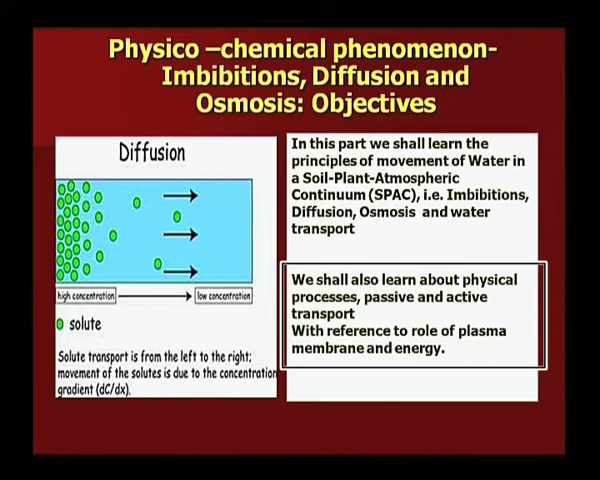 Physico –chemical phenomenon-
Imbibitions, Diffusion and
Osmosis: Objectives
Diffusion
high concentration
low concentration
solute
Solute transport is from the left to the right;
movement of the solutes is due to the concentration
gradient (dC/dx).
In this part we shall learn the
principles of movement of Water in
a Soil-Plant-Atmospheric
Continuum (SPAC), i.e. Imbibitions,
Diffusion, Osmosis and water
transport
We shall also learn about physical
processes, passive and active
transport
With reference to role of plasma
membrane and energy.